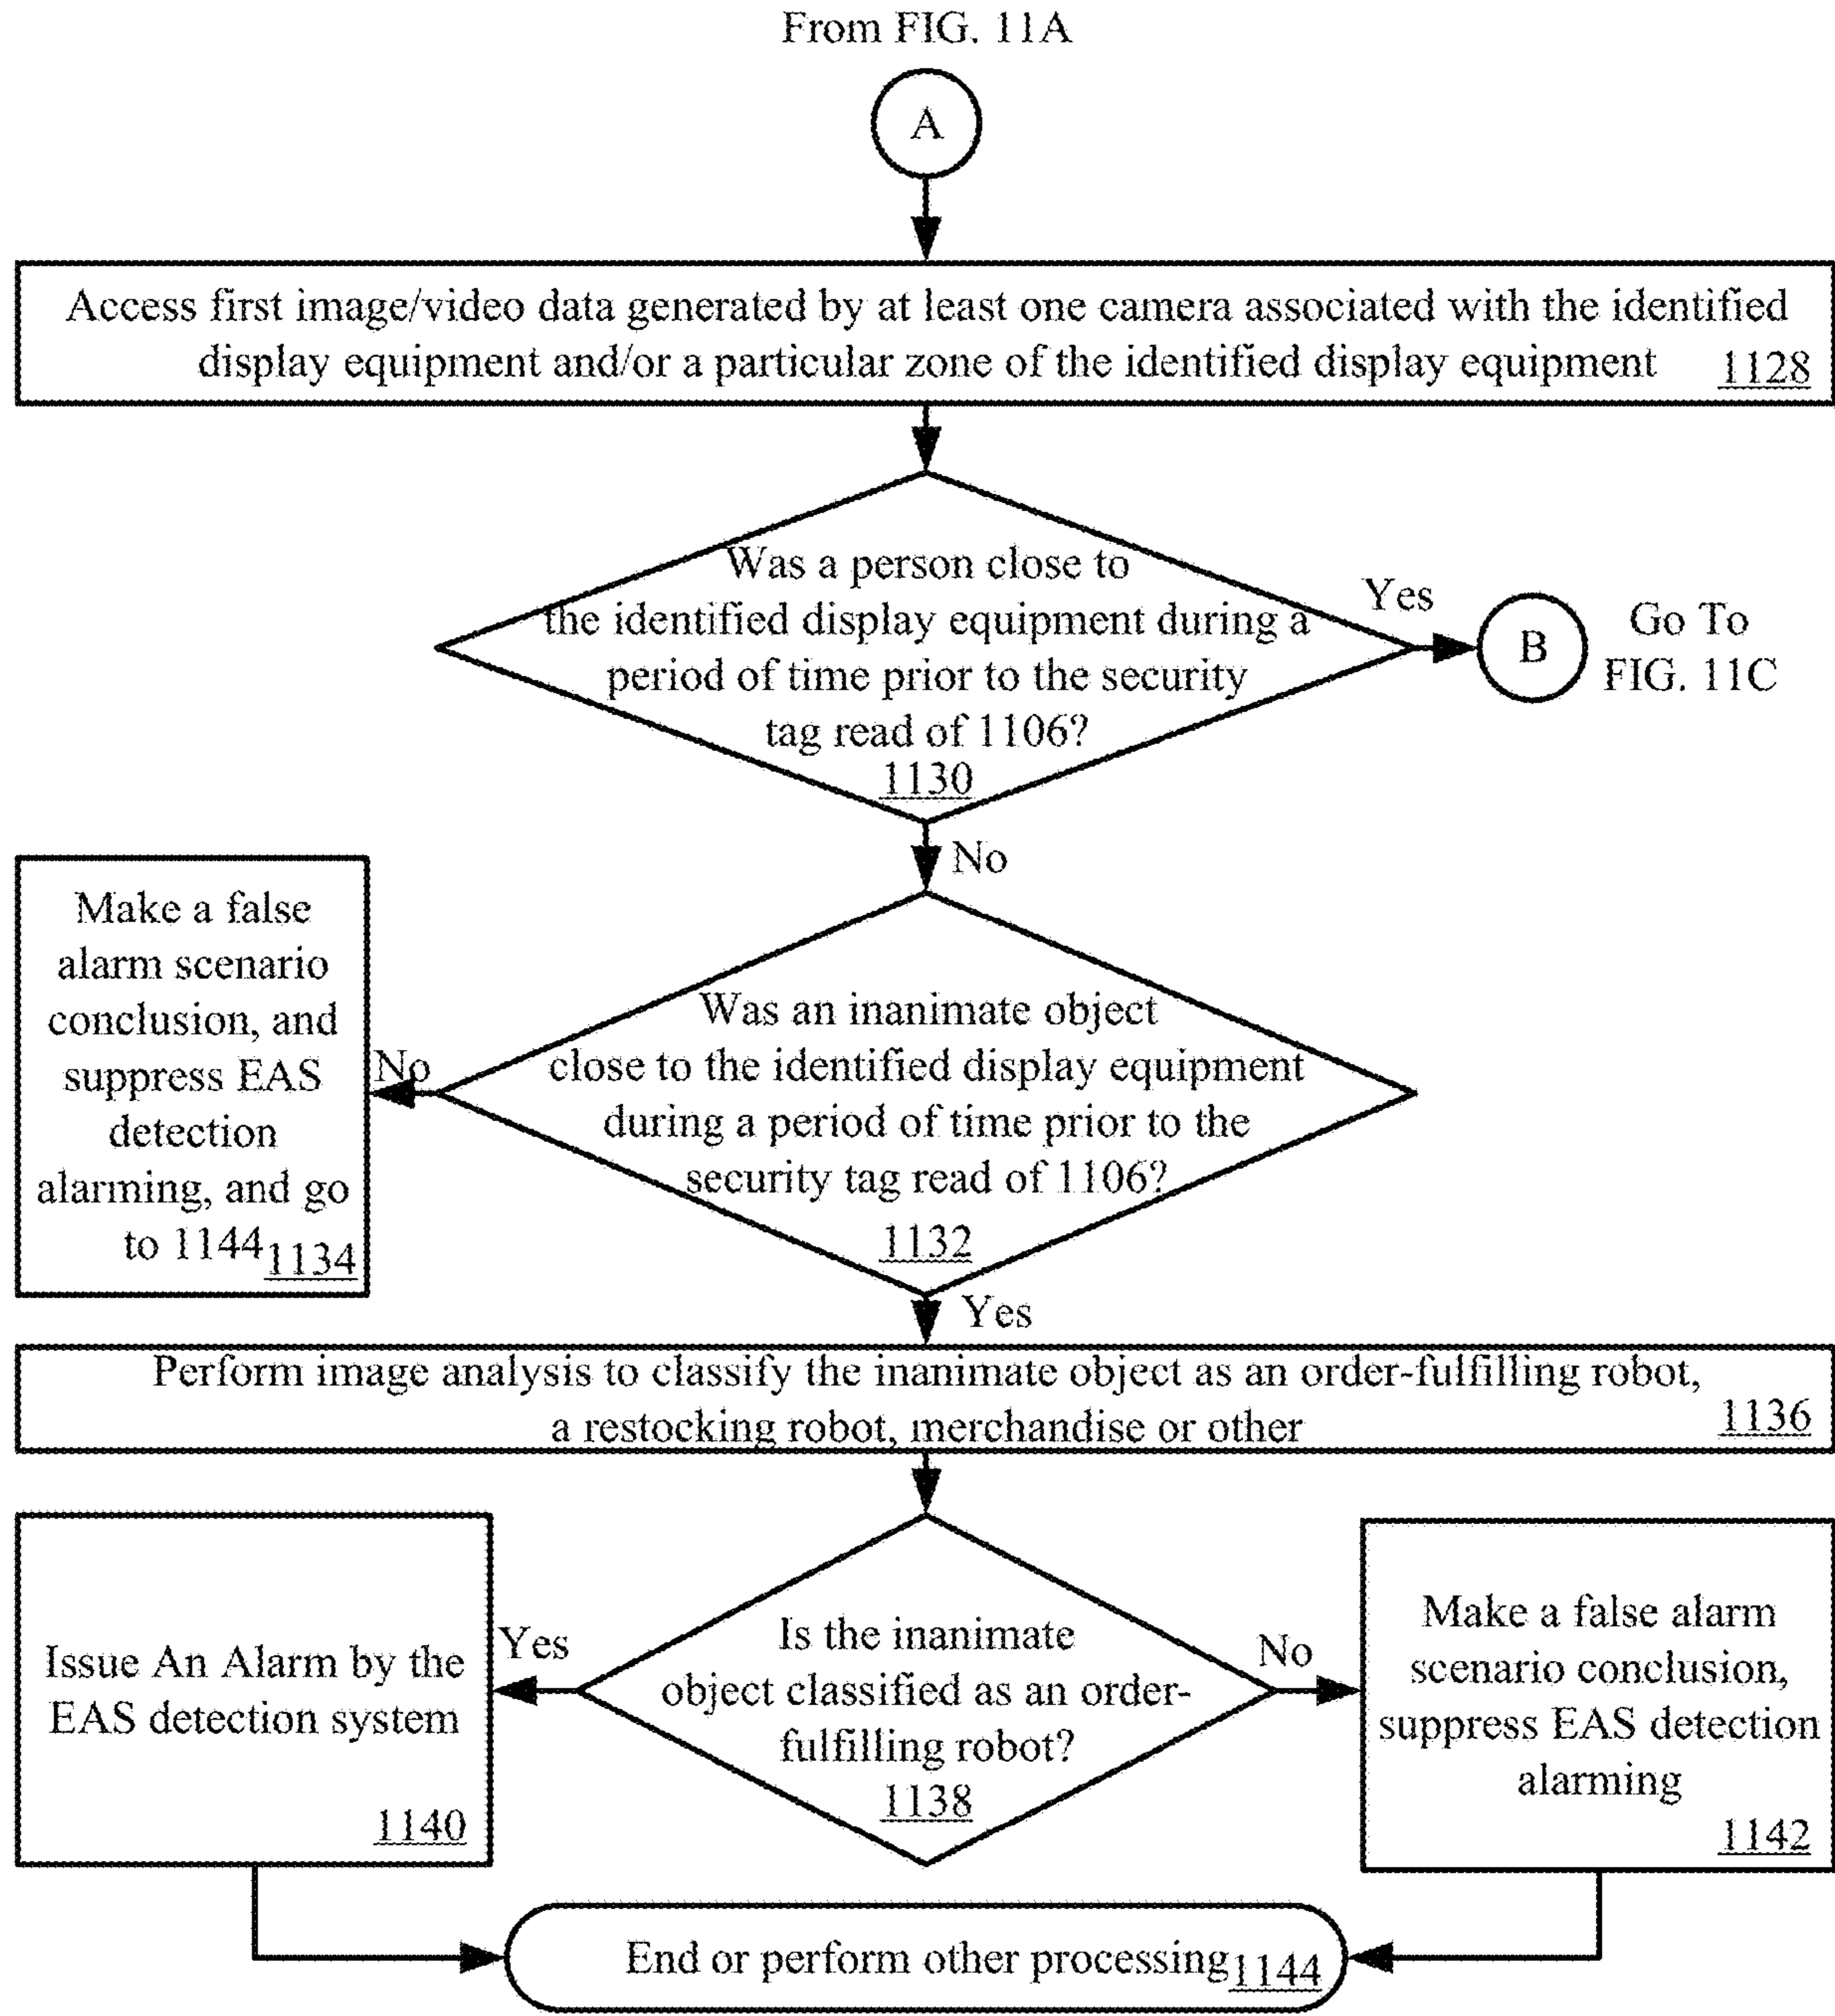 From FIG. 11A
A
Access first image/video data generated by at least one camera associated with the identified
display equipment and/or a particular zone of the identified display equipment 1128
Was a person close to
the identified display equipment during a
period of time prior to the security
tag read of 1106?
1130
Yes
B
Go To
FIG. 11C
No
Was an inanimate object
close to the identified display equipment
during a period of time prior to the
security tag read of 1106?
1132
No
Make a false
alarm scenario
conclusion, and
suppress EAS
detection
alarming, and go
to 1144 1134
Yes
Perform image analysis to classify the inanimate object as an order-fulfilling robot,
a restocking robot, merchandise or other 1136
Is the inanimate
object classified as an order-
fulfilling robot?
1138
Yes
Issue An Alarm by the
EAS detection system
1140
No
Make a false alarm
scenario conclusion,
suppress EAS detection
alarming
1142
End or perform other processing 1144